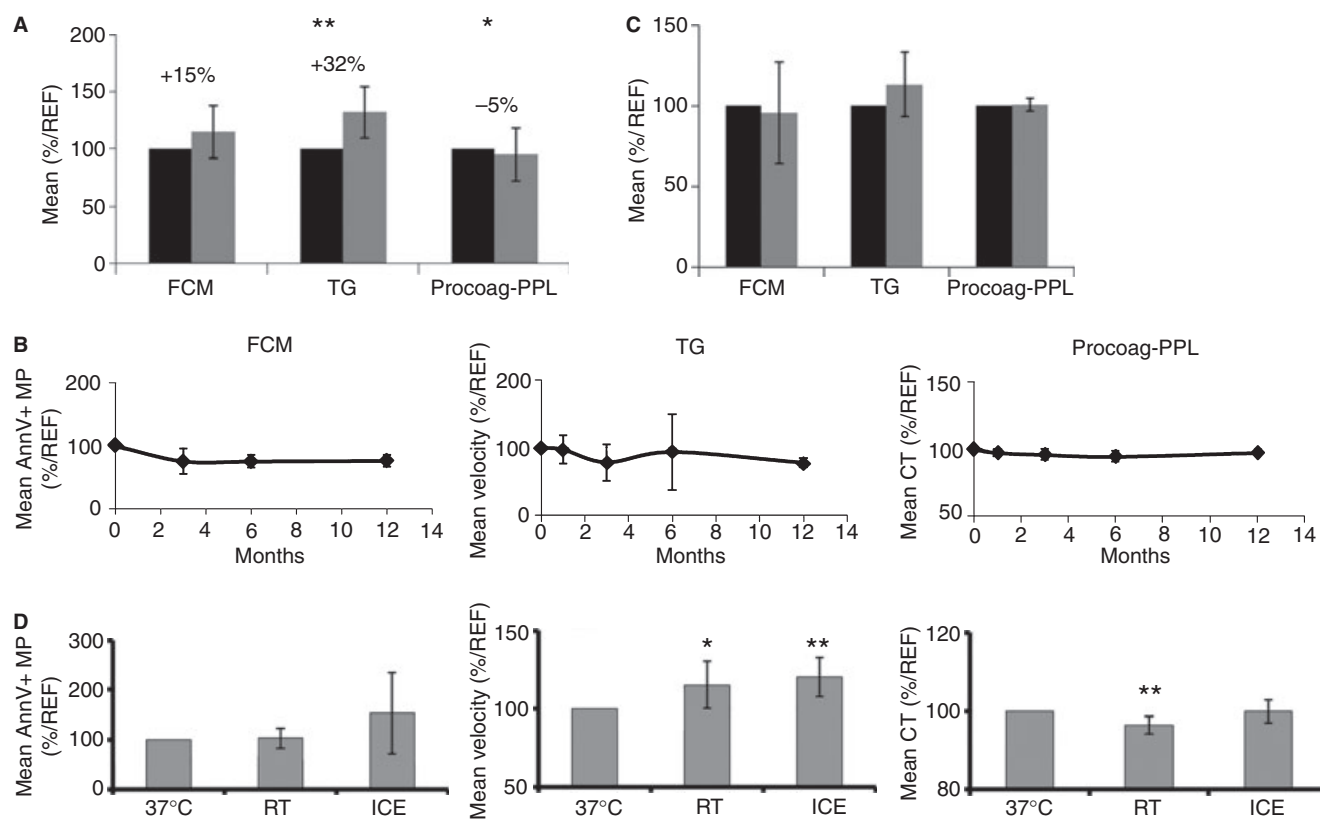 A
Mean (%/REF)
200
150
100
50
0
**
*
+15%
+32%
–5%
FCM
TG
Procoag-PPL
C
Mean (%/ REF)
150
100
50
0
FCM
TG
Procoag-PPL
B
FCM
Mean AnnV+ MP
(%/REF)
200
100
0
0 2 4 6 8 10 12 14
Months
TG
Mean velocity (%/REF)
200
100
0
0 2 4 6 8 10 12 14
Months
Procoag-PPL
Mean CT (%/REF)
150
100
50
0 2 4 6 8 10 12 14
Months
D
Mean AnnV+ MP
(%/REF)
300
200
100
0
37°C RT ICE
Mean velocity (%/REF)
150
100
50
*
**
37°C RT ICE
Mean CT (%/REF)
120
100
80
**
37°C RT ICE